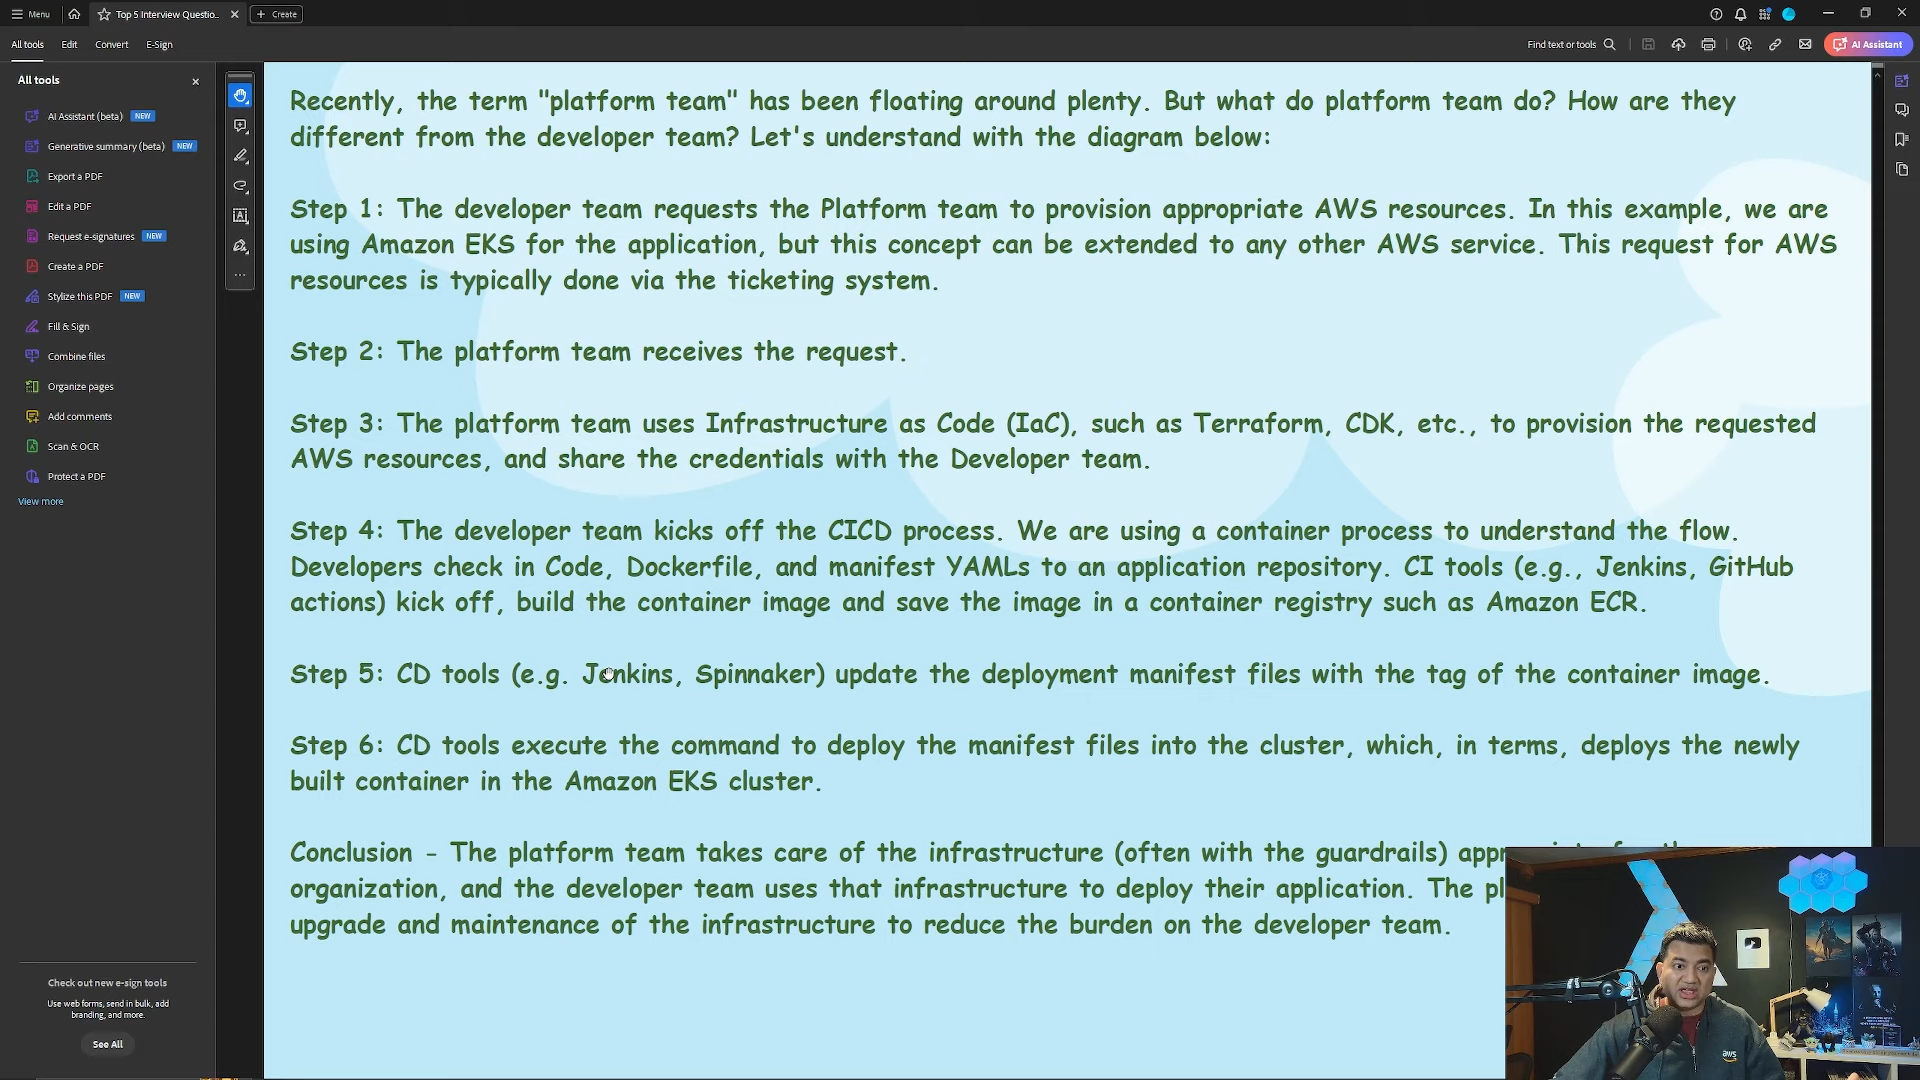 Menu
Top 5 Interview Questio...
Create
All tools
Edit
Convert
E-Sign
Find text or tools
AI Assistant
All tools
AI Assistant (beta) NEW
Generative summary (beta) NEW
Export a PDF
Edit a PDF
Request e-signatures NEW
Create a PDF
Stylize this PDF NEW
Fill & Sign
Combine files
Organize pages
Add comments
Scan & OCR
Protect a PDF
View more
Check out new e-sign tools
Use web forms, send in bulk, add
branding, and more.
See All
Recently, the term "platform team" has been floating around plenty. But what do platform team do? How are they
different from the developer team? Let's understand with the diagram below:
Step 1: The developer team requests the Platform team to provision appropriate AWS resources. In this example, we are
using Amazon EKS for the application, but this concept can be extended to any other AWS service. This request for AWS
resources is typically done via the ticketing system.
Step 2: The platform team receives the request.
Step 3: The platform team uses Infrastructure as Code (IaC), such as Terraform, CDK, etc., to provision the requested
AWS resources, and share the credentials with the Developer team.
Step 4: The developer team kicks off the CICD process. We are using a container process to understand the flow.
Developers check in Code, Dockerfile, and manifest YAMLs to an application repository. CI tools (e.g., Jenkins, GitHub
actions) kick off, build the container image and save the image in a container registry such as Amazon ECR.
Step 5: CD tools (e.g. Jenkins, Spinnaker) update the deployment manifest files with the tag of the container image.
Step 6: CD tools execute the command to deploy the manifest files into the cluster, which, in terms, deploys the newly
built container in the Amazon EKS cluster.
Conclusion - The platform team takes care of the infrastructure (often with the guardrails)
organization, and the developer team uses that infrastructure to deploy their application. The
upgrade and maintenance of the infrastructure to reduce the burden on the developer team.
aws